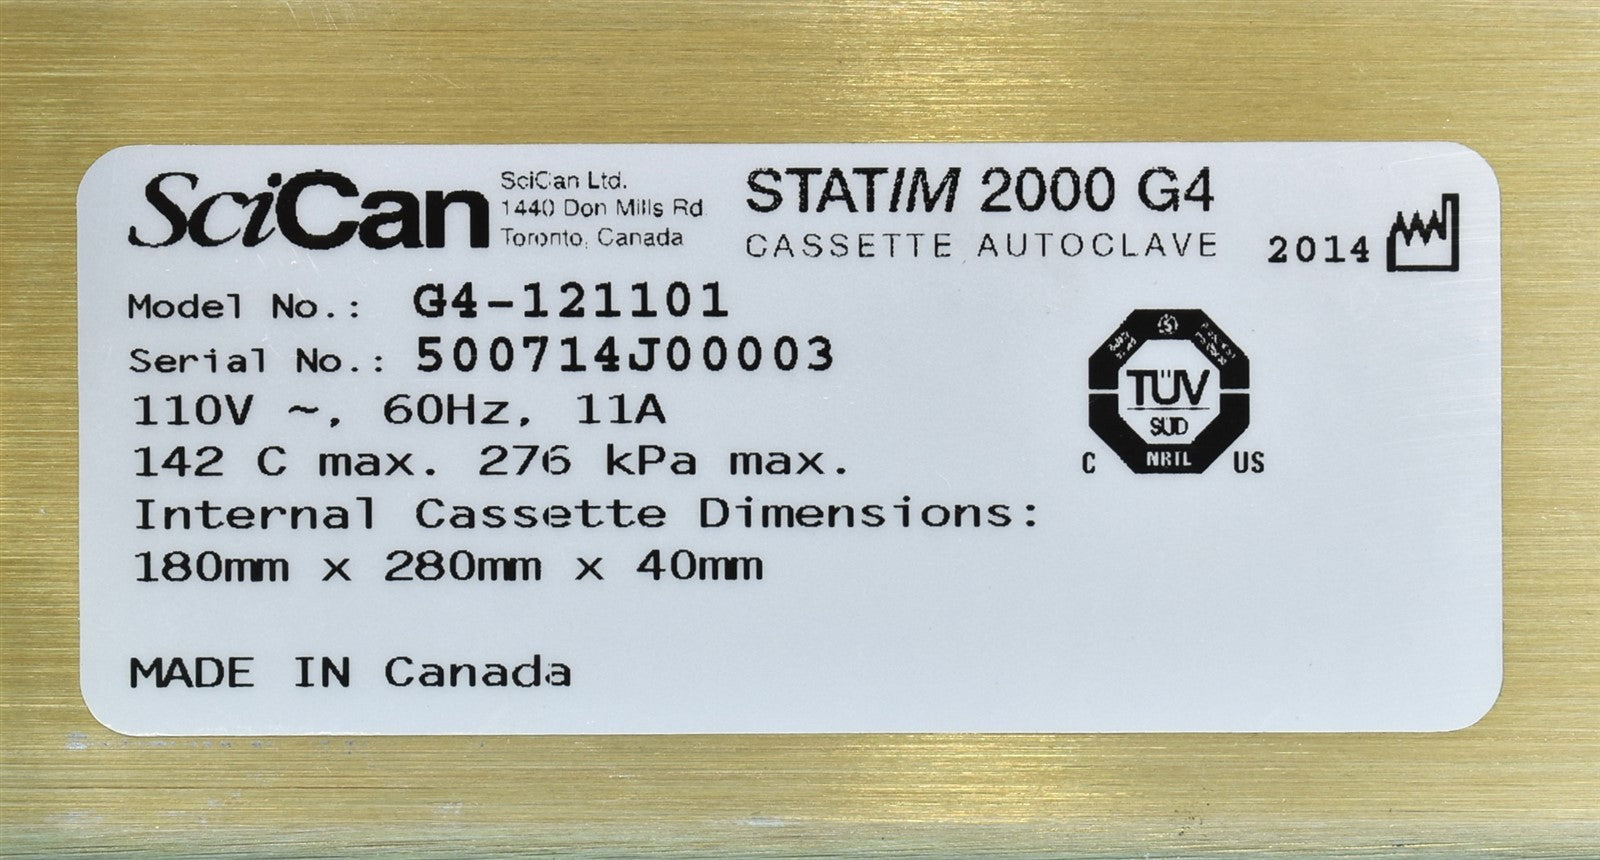 SciCan
SciCan Ltd.
1440 Don Mills Rd.
Toronto, Canada
STATIM 2000 G4
CASSETTE AUTOCLAVE
2014
Model No.: G4-121101
Serial No.: 500714J00003
110V ~, 60Hz, 11A
142 C max. 276 kPa max.
Internal Cassette Dimensions:
180mm x 280mm x 40mm
MADE IN Canada
TÜV
SÜD
C NRTL US